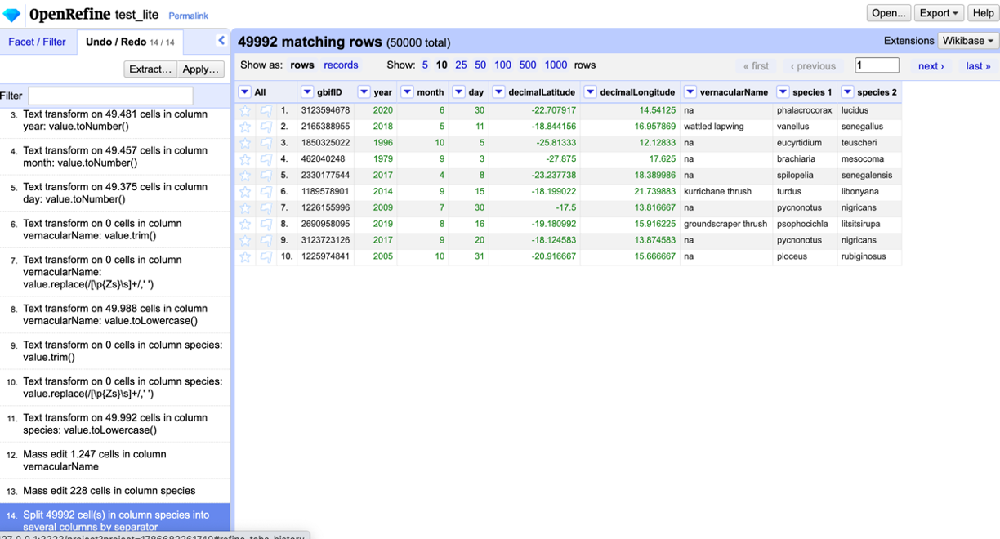 OpenRefine test_lite Permalink Open... Export Help
Facet / Filter Undo / Redo 14 / 14
Extract... Apply...
Filter
3. Text transform on 49.481 cells in column
year: value.toNumber()
4. Text transform on 49.457 cells in column
month: value.toNumber()
5. Text transform on 49.375 cells in column
day: value.toNumber()
6. Text transform on 0 cells in column
vernacularName: value.trim()
7. Text transform on 0 cells in column
vernacularName:
value.replace(/[\p{Zs}\s]+/,' ')
8. Text transform on 49.988 cells in column
vernacularName: value.toLowercase()
9. Text transform on 0 cells in column species:
value.trim()
10. Text transform on 0 cells in column species:
value.replace(/[\p{Zs}\s]+/,' ')
11. Text transform on 49.992 cells in column
species: value.toLowercase()
12. Mass edit 1.247 cells in column
vernacularName
13. Mass edit 228 cells in column species
14. Split 49992 cell(s) in column species into
several columns by separator
49992 matching rows (50000 total) Extensions Wikibase
Show as: rows records Show: 5 10 25 50 100 500 1000 rows « first ‹ previous 1 next › last »
All gbifID year month day decimalLatitude decimalLongitude vernacularName species 1 species 2
1. 3123594678 2020 6 30 -22.707917 14.54125 na phalacrocorax lucidus
2. 2165388955 2018 5 11 -18.844156 16.957869 wattled lapwing vanellus senegallus
3. 1850325022 1996 10 5 -25.81333 12.12833 na eucyrtidium teuscheri
4. 462040248 1979 9 3 -27.875 17.625 na brachiaria mesocoma
5. 2330177544 2017 4 8 -23.237738 18.389986 na spilopelia senegalensis
6. 1189578901 2014 9 15 -18.199022 21.739883 kurrichane thrush turdus libonyana
7. 1226155996 2009 7 30 -17.5 13.816667 na pycnonotus nigricans
8. 2690958095 2019 8 16 -19.180992 15.916225 groundscraper thrush psophocichla litsitsirupa
9. 3123723126 2017 9 20 -18.124583 13.874583 na pycnonotus nigricans
10. 1225974841 2005 10 31 -20.916667 15.666667 na ploceus rubiginosus